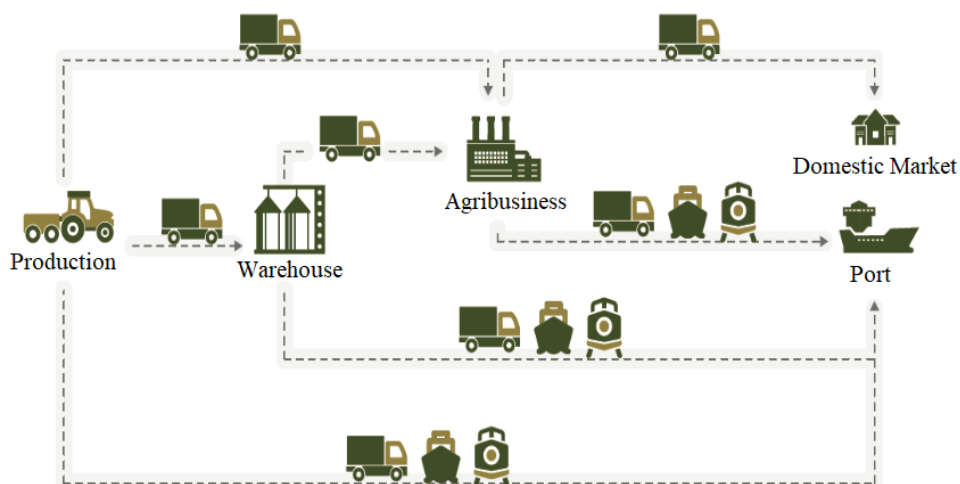 Domestic Market
Agribusiness
Production
Warehouse
Port